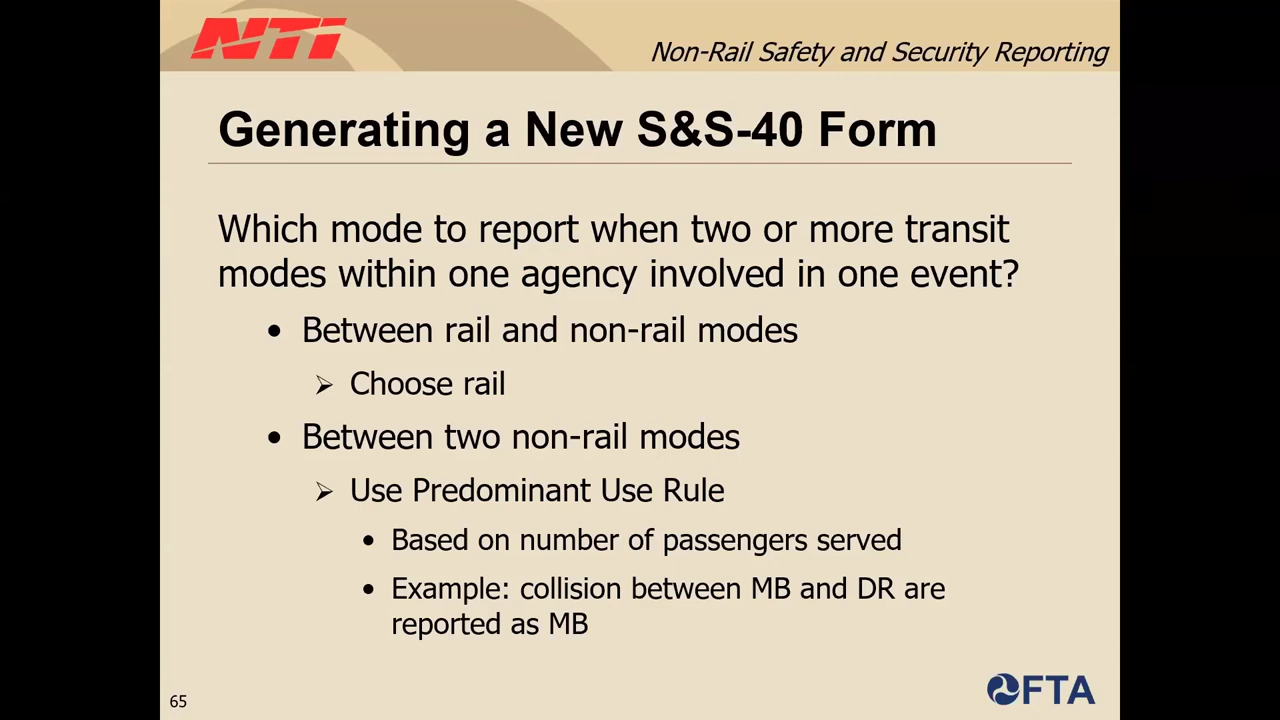 NTI
Non-Rail Safety and Security Reporting
Generating a New S&S-40 Form
Which mode to report when two or more transit
modes within one agency involved in one event?
• Between rail and non-rail modes
➢ Choose rail
• Between two non-rail modes
➢ Use Predominant Use Rule
• Based on number of passengers served
• Example: collision between MB and DR are
reported as MB
65
FTA